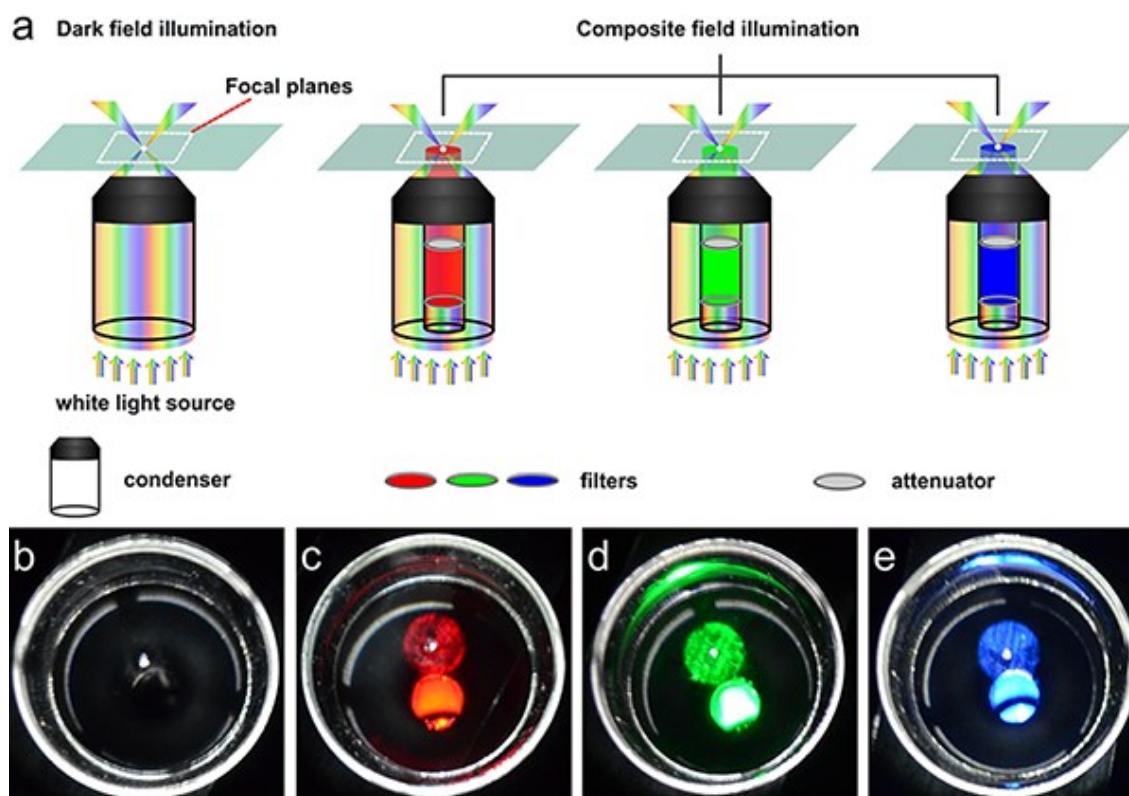 a
Dark field illumination
Composite field illumination
Focal planes
white light source
condenser
filters
attenuator
b
c
d
e